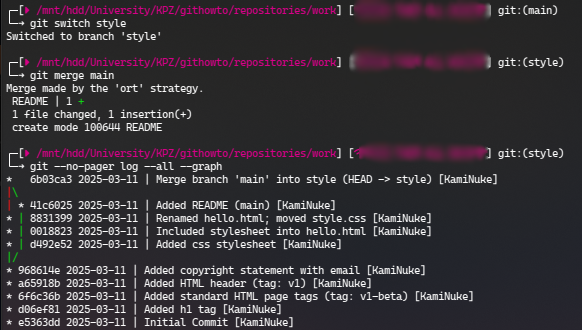 ┌─[ /mnt/hdd/University/KPZ/githowto/repositories/work] [ ] git:(main)
└─→ git switch style
Switched to branch 'style'
┌─[ /mnt/hdd/University/KPZ/githowto/repositories/work] [ ] git:(style)
└─→ git merge main
Merge made by the 'ort' strategy.
README | 1 +
1 file changed, 1 insertion(+)
create mode 100644 README
┌─[ /mnt/hdd/University/KPZ/githowto/repositories/work] [ ] git:(style)
└─→ git --no-pager log --all --graph
*   6b03ca3 2025-03-11 | Merge branch 'main' into style (HEAD -> style) [KamiNuke]
|\
| * 41c6025 2025-03-11 | Added README (main) [KamiNuke]
* | 8831399 2025-03-11 | Renamed hello.html; moved style.css [KamiNuke]
* | 0018823 2025-03-11 | Included stylesheet into hello.html [KamiNuke]
* | d492e52 2025-03-11 | Added css stylesheet [KamiNuke]
|/
* 968614e 2025-03-11 | Added copyright statement with email [KamiNuke]
* a65918b 2025-03-11 | Added HTML header (tag: v1) [KamiNuke]
* 6f6c36b 2025-03-11 | Added standard HTML page tags (tag: v1-beta) [KamiNuke]
* d06ef81 2025-03-11 | Added h1 tag [KamiNuke]
* e5363dd 2025-03-11 | Initial Commit [KamiNuke]